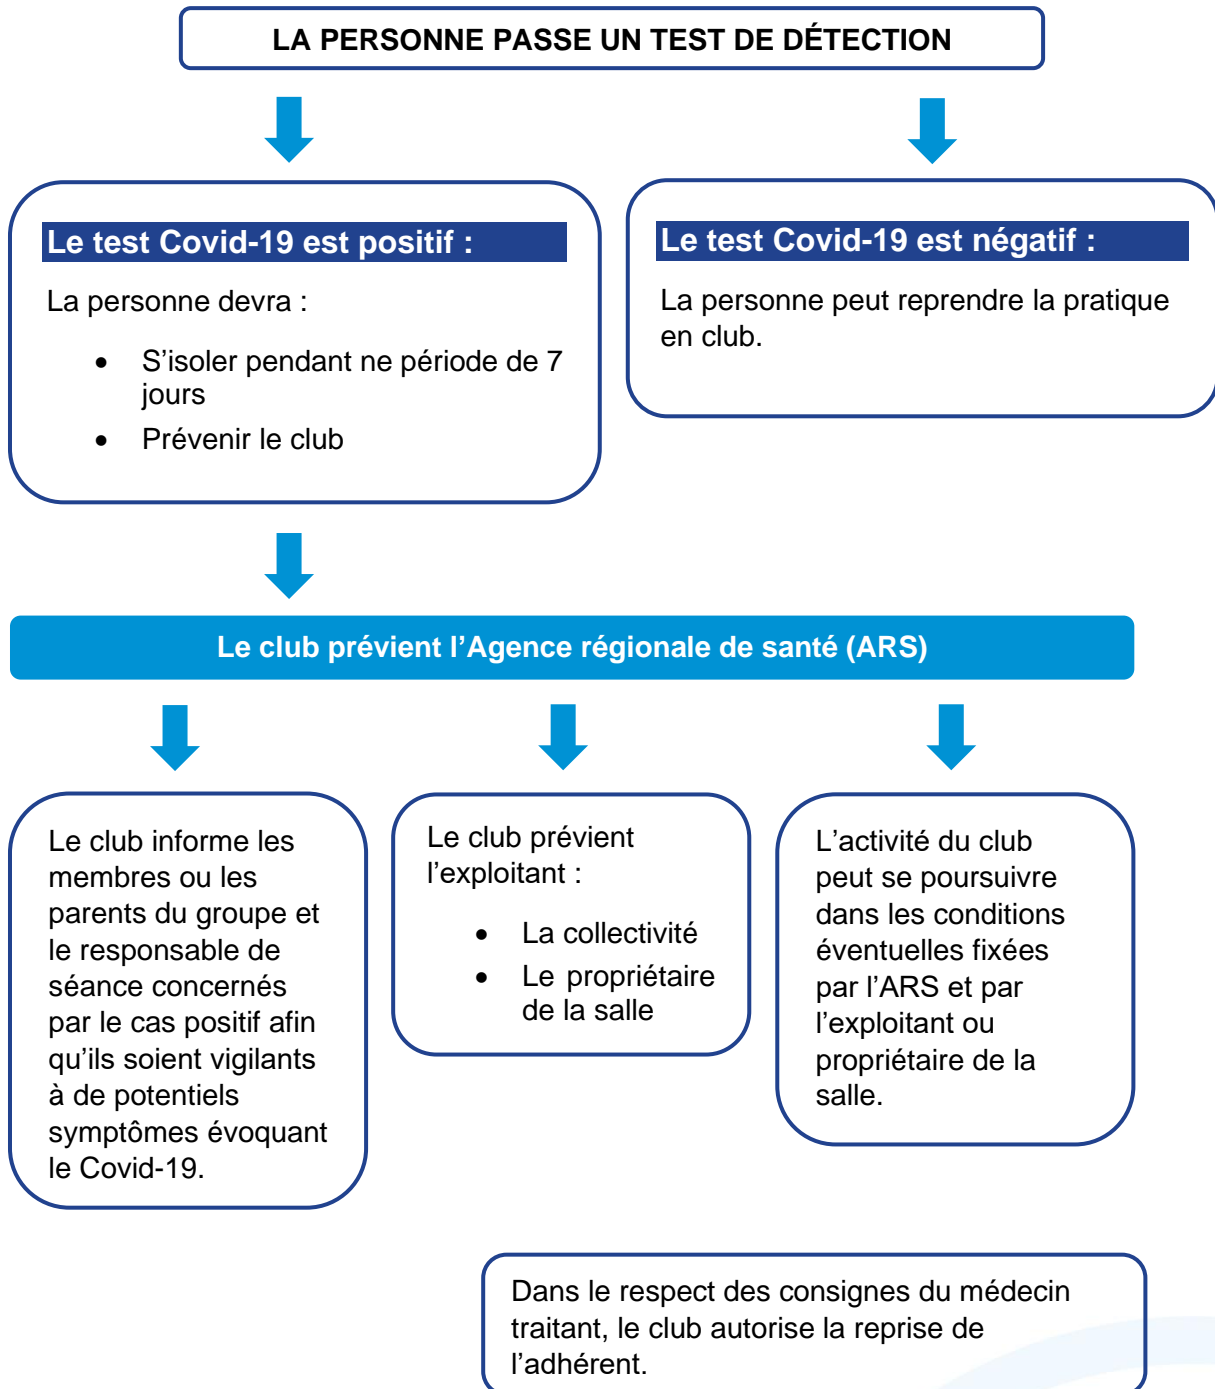 LA PERSONNE PASSE UN TEST DE DÉTECTION
Le test Covid-19 est positif :
La personne devra :
• S’isoler pendant ne période de 7
jours
• Prévenir le club
Le test Covid-19 est négatif :
La personne peut reprendre la pratique
en club.
Le club prévient l’Agence régionale de santé (ARS)
Le club informe les
membres ou les
parents du groupe et
le responsable de
séance concernés
par le cas positif afin
qu’ils soient vigilants
à de potentiels
symptômes évoquant
le Covid-19.
Le club prévient
l’exploitant :
• La collectivité
• Le propriétaire
de la salle
L’activité du club
peut se poursuivre
dans les conditions
éventuelles fixées
par l’ARS et par
l’exploitant ou
propriétaire de la
salle.
Dans le respect des consignes du médecin
traitant, le club autorise la reprise de
l’adhérent.